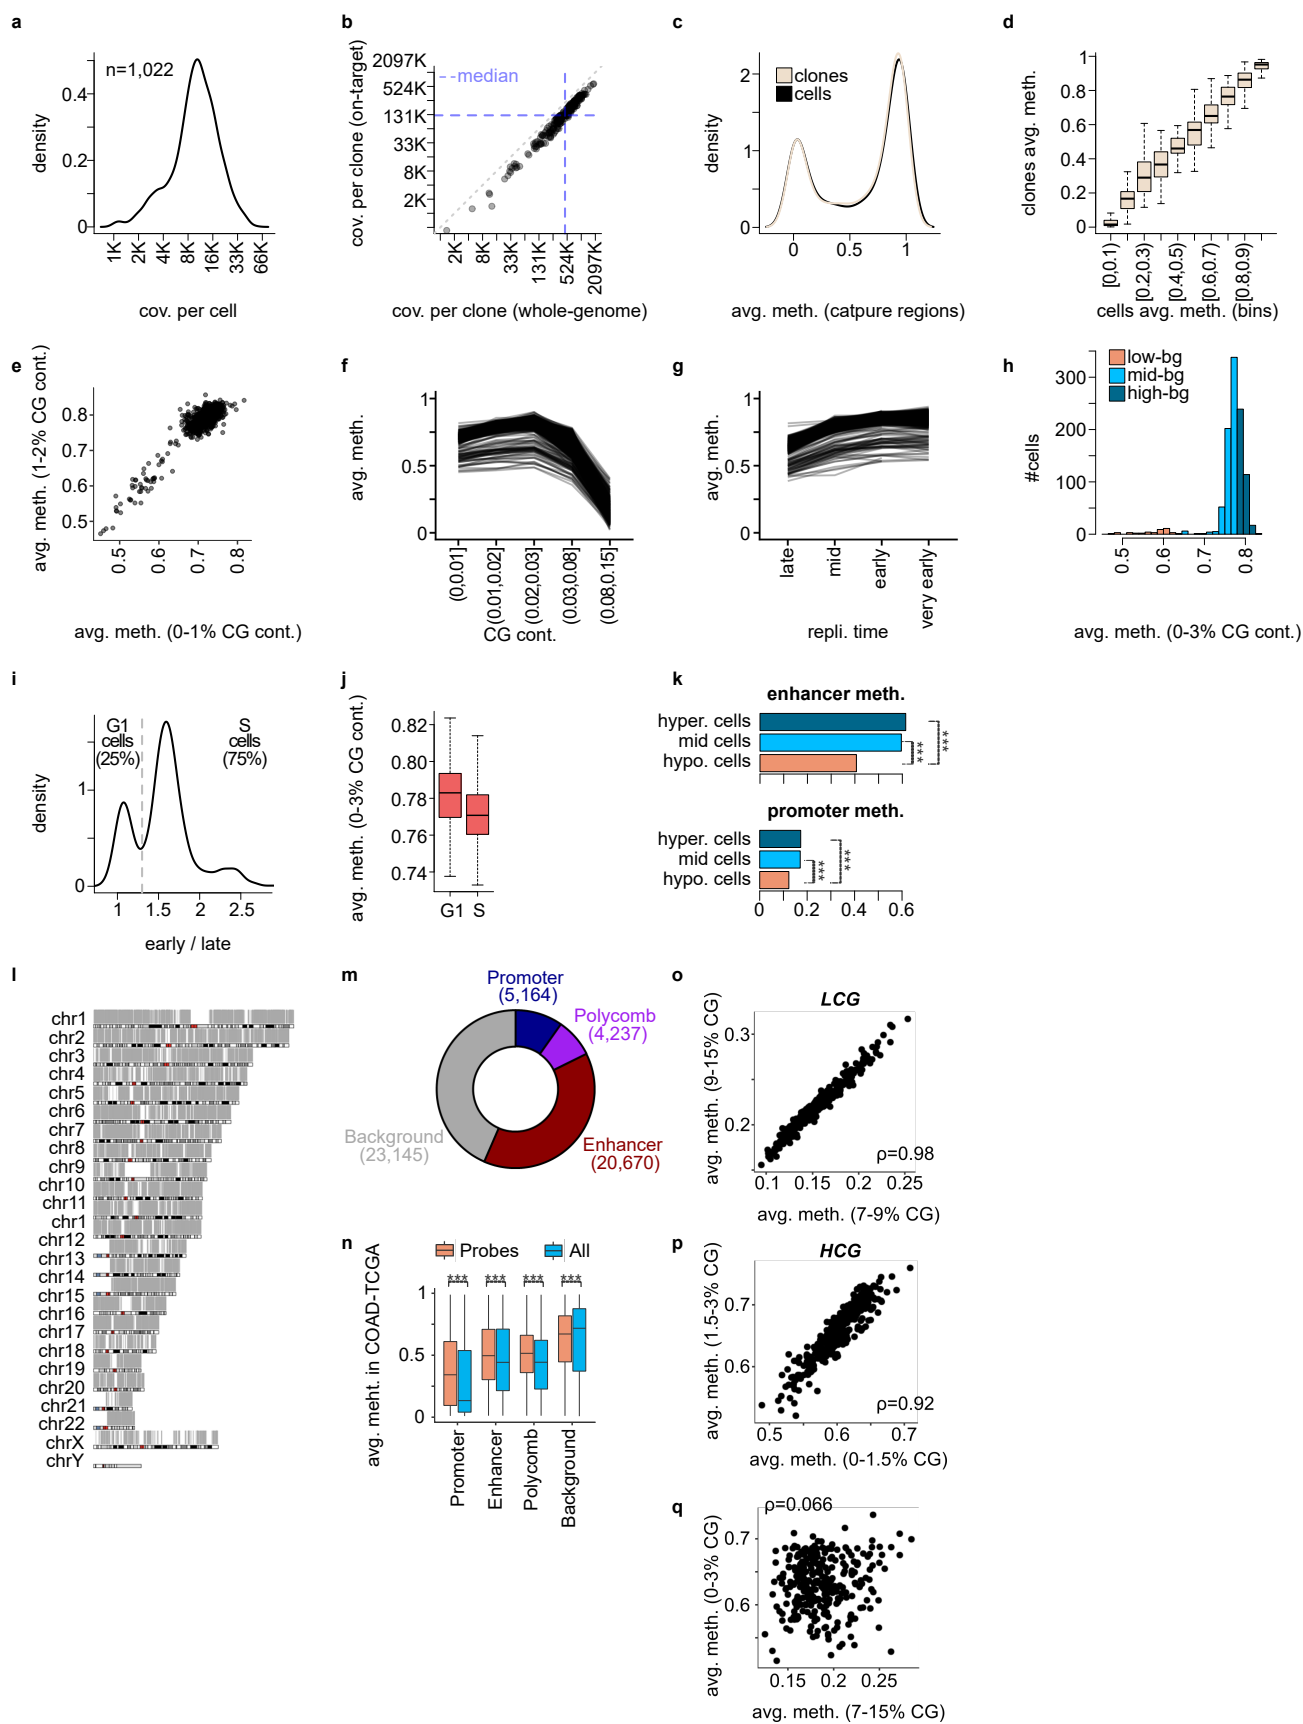 a
n=1,022
density
0.4
0.2
0
1K
2K
4K
8K
16K
33K
66K
cov. per cell
b
cov. per clone (on-target)
2097K
524K
131K
33K
8K
2K
median
2K
8K
33K
131K
524K
2097K
cov. per clone (whole-genome)
c
density
2
1
0
clones
cells
0
0.5
1
avg. meth. (catpure regions)
d
clones avg. meth.
1
0.8
0.6
0.4
0.2
0
[0,0.1)
[0.2,0.3)
[0.4,0.5)
[0.6,0.7)
[0.8,0.9)
cells avg. meth. (bins)
e
avg. meth. (1-2% CG cont.)
0.8
0.7
0.6
0.5
0.5
0.6
0.7
0.8
avg. meth. (0-1% CG cont.)
f
avg. meth.
1
0.5
0
(0,0.01]
(0.01,0.02]
(0.02,0.03]
(0.03,0.08]
(0.08,0.15]
CG cont.
g
avg. meth.
1
0.5
0
late
mid
early
very early
repli. time
h
#cells
300
200
100
0
low-bg
mid-bg
high-bg
0.5
0.6
0.7
0.8
avg. meth. (0-3% CG cont.)
i
density
1
0
G1
cells
(25%)
S
cells
(75%)
1
1.5
2
2.5
early / late
j
avg. meth. (0-3% CG cont.)
0.82
0.80
0.78
0.76
0.74
G1
S
k
enhancer meth.
hyper. cells
mid cells
hypo. cells
***
***
promoter meth.
hyper. cells
mid cells
hypo. cells
***
***
0
0.2
0.4
0.6
l
chr1
chr2
chr3
chr4
chr5
chr6
chr7
chr8
chr9
chr10
chr11
chr1
chr12
chr13
chr14
chr15
chr16
chr17
chr18
chr19
chr20
chr21
chr22
chrX
chrY
m
Promoter
(5,164)
Polycomb
(4,237)
Enhancer
(20,670)
Background
(23,145)
n
Probes
All
avg. meht. in COAD-TCGA
1
0.5
0
***
***
***
***
Promoter
Enhancer
Polycomb
Background
o
LCG
avg. meth. (9-15% CG)
0.3
0.2
ρ=0.98
0.1
0.15
0.2
0.25
avg. meth. (7-9% CG)
p
HCG
avg. meth. (1.5-3% CG)
0.7
0.6
ρ=0.92
0.5
0.6
0.7
avg. meth. (0-1.5% CG)
q
ρ=0.066
avg. meth. (0-3% CG)
0.7
0.6
0.15
0.2
0.25
avg. meth. (7-15% CG)